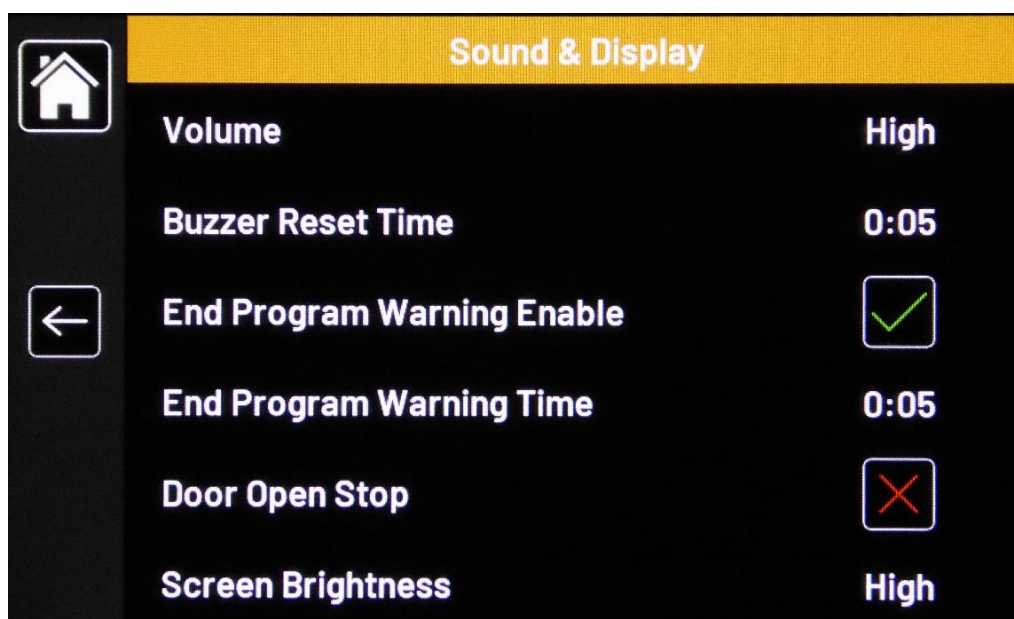 Sound & Display
Volume High
Buzzer Reset Time 0:05
End Program Warning Enable
End Program Warning Time 0:05
Door Open Stop
Screen Brightness High